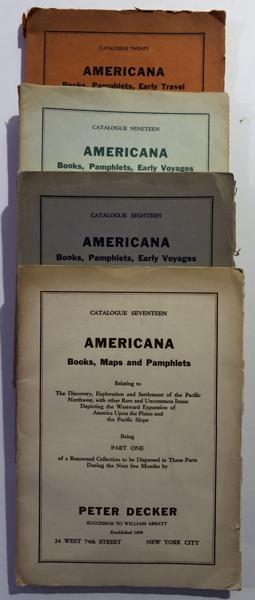 CATALOGUE TWENTY
AMERICANA
Books, Pamphlets, Early Travel
CATALOGUE NINETEEN
AMERICANA
Books, Pamphlets, Early Voyages
CATALOGUE EIGHTEEN
AMERICANA
Books, Pamphlets, Early Voyages
CATALOGUE SEVENTEEN
AMERICANA
Books, Maps and Pamphlets
Relating to
The Discovery, Exploration and Settlement of the Pacific
Northwest, with other Rare and Uncommon Items
Depicting the Westward Expansion of
America Upon the Plains and
the Pacific Slope
Being
PART ONE
of a Renowned Collection to be Dispersed in Three Parts
During the Next few Months by
PETER DECKER
SUCCESSOR TO WILLIAM ABBATT
Established 1898
24 WEST 74th STREET NEW YORK CITY